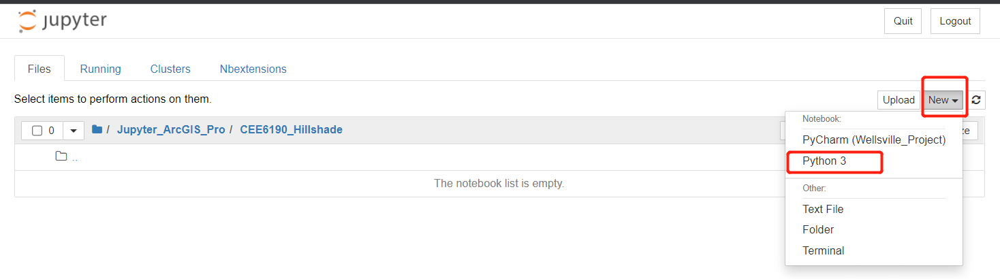 jupyter
Quit Logout
Files Running Clusters Nbextensions
Select items to perform actions on them.
Upload New
0 / Jupyter_ArcGIS_Pro / CEE6190_Hillshade
Notebook:
ze
PyCharm (Wellsville_Project)
..
Python 3
The notebook list is empty.
Other:
Text File
Folder
Terminal